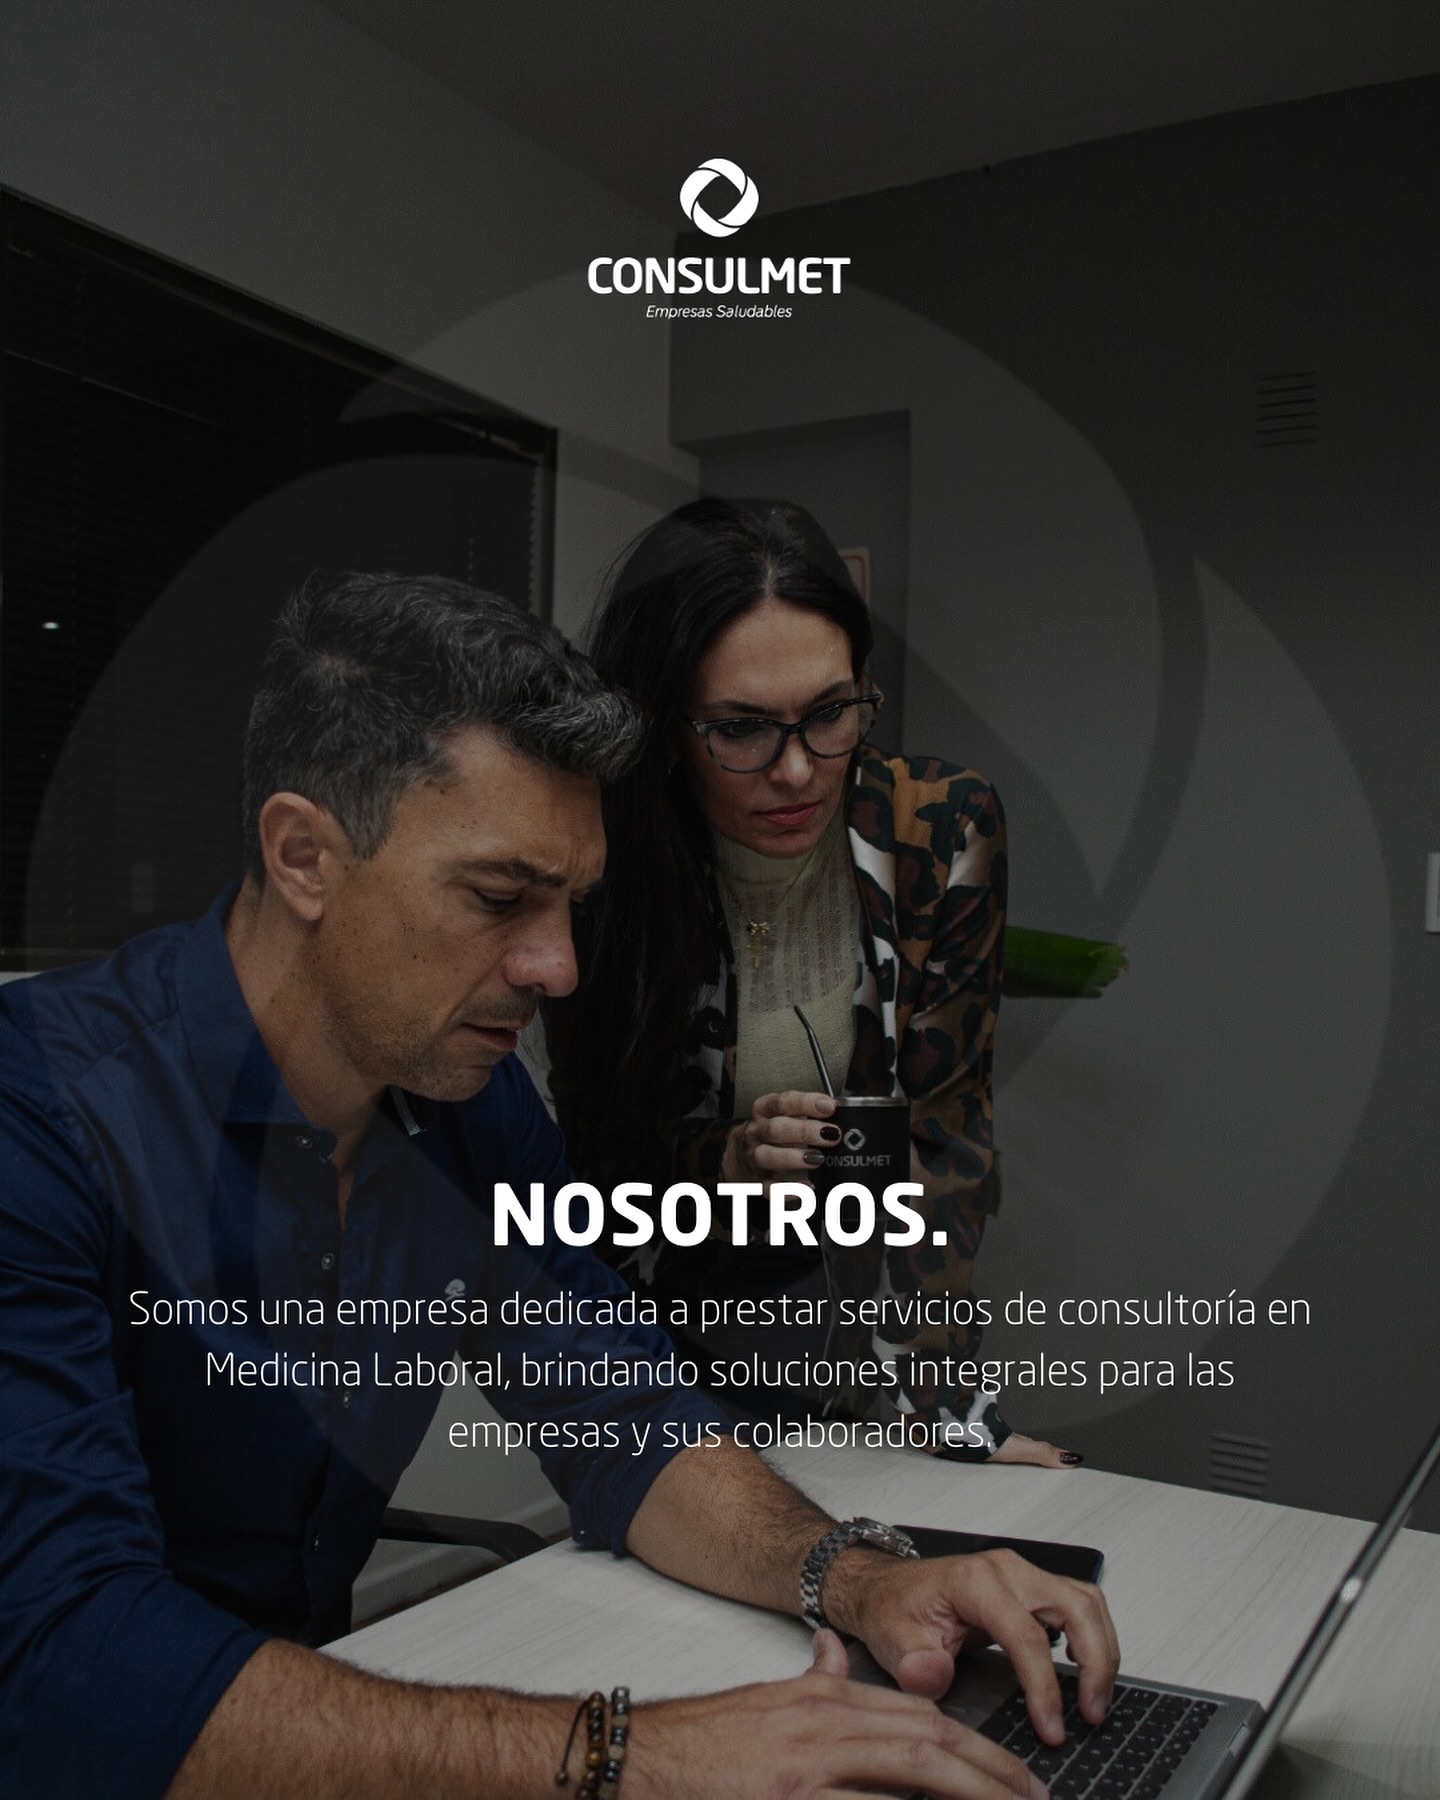 CONSULMET
Empresas Saludables
CONSULMET
NOSOTROS.
Somos una empresa dedicada a prestar servicios de consultoría en
Medicina Laboral, brindando soluciones integrales para las
empresas y sus colaboradores.